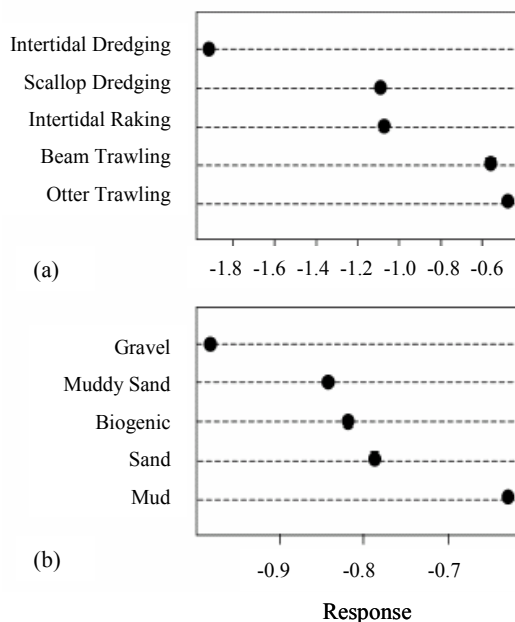 Intertidal Dredging
Scallop Dredging
Intertidal Raking
Beam Trawling
Otter Trawling
(a)
-1.8 -1.6 -1.4 -1.2 -1.0 -0.8 -0.6
Gravel
Muddy Sand
Biogenic
Sand
Mud
(b)
-0.9 -0.8 -0.7
Response